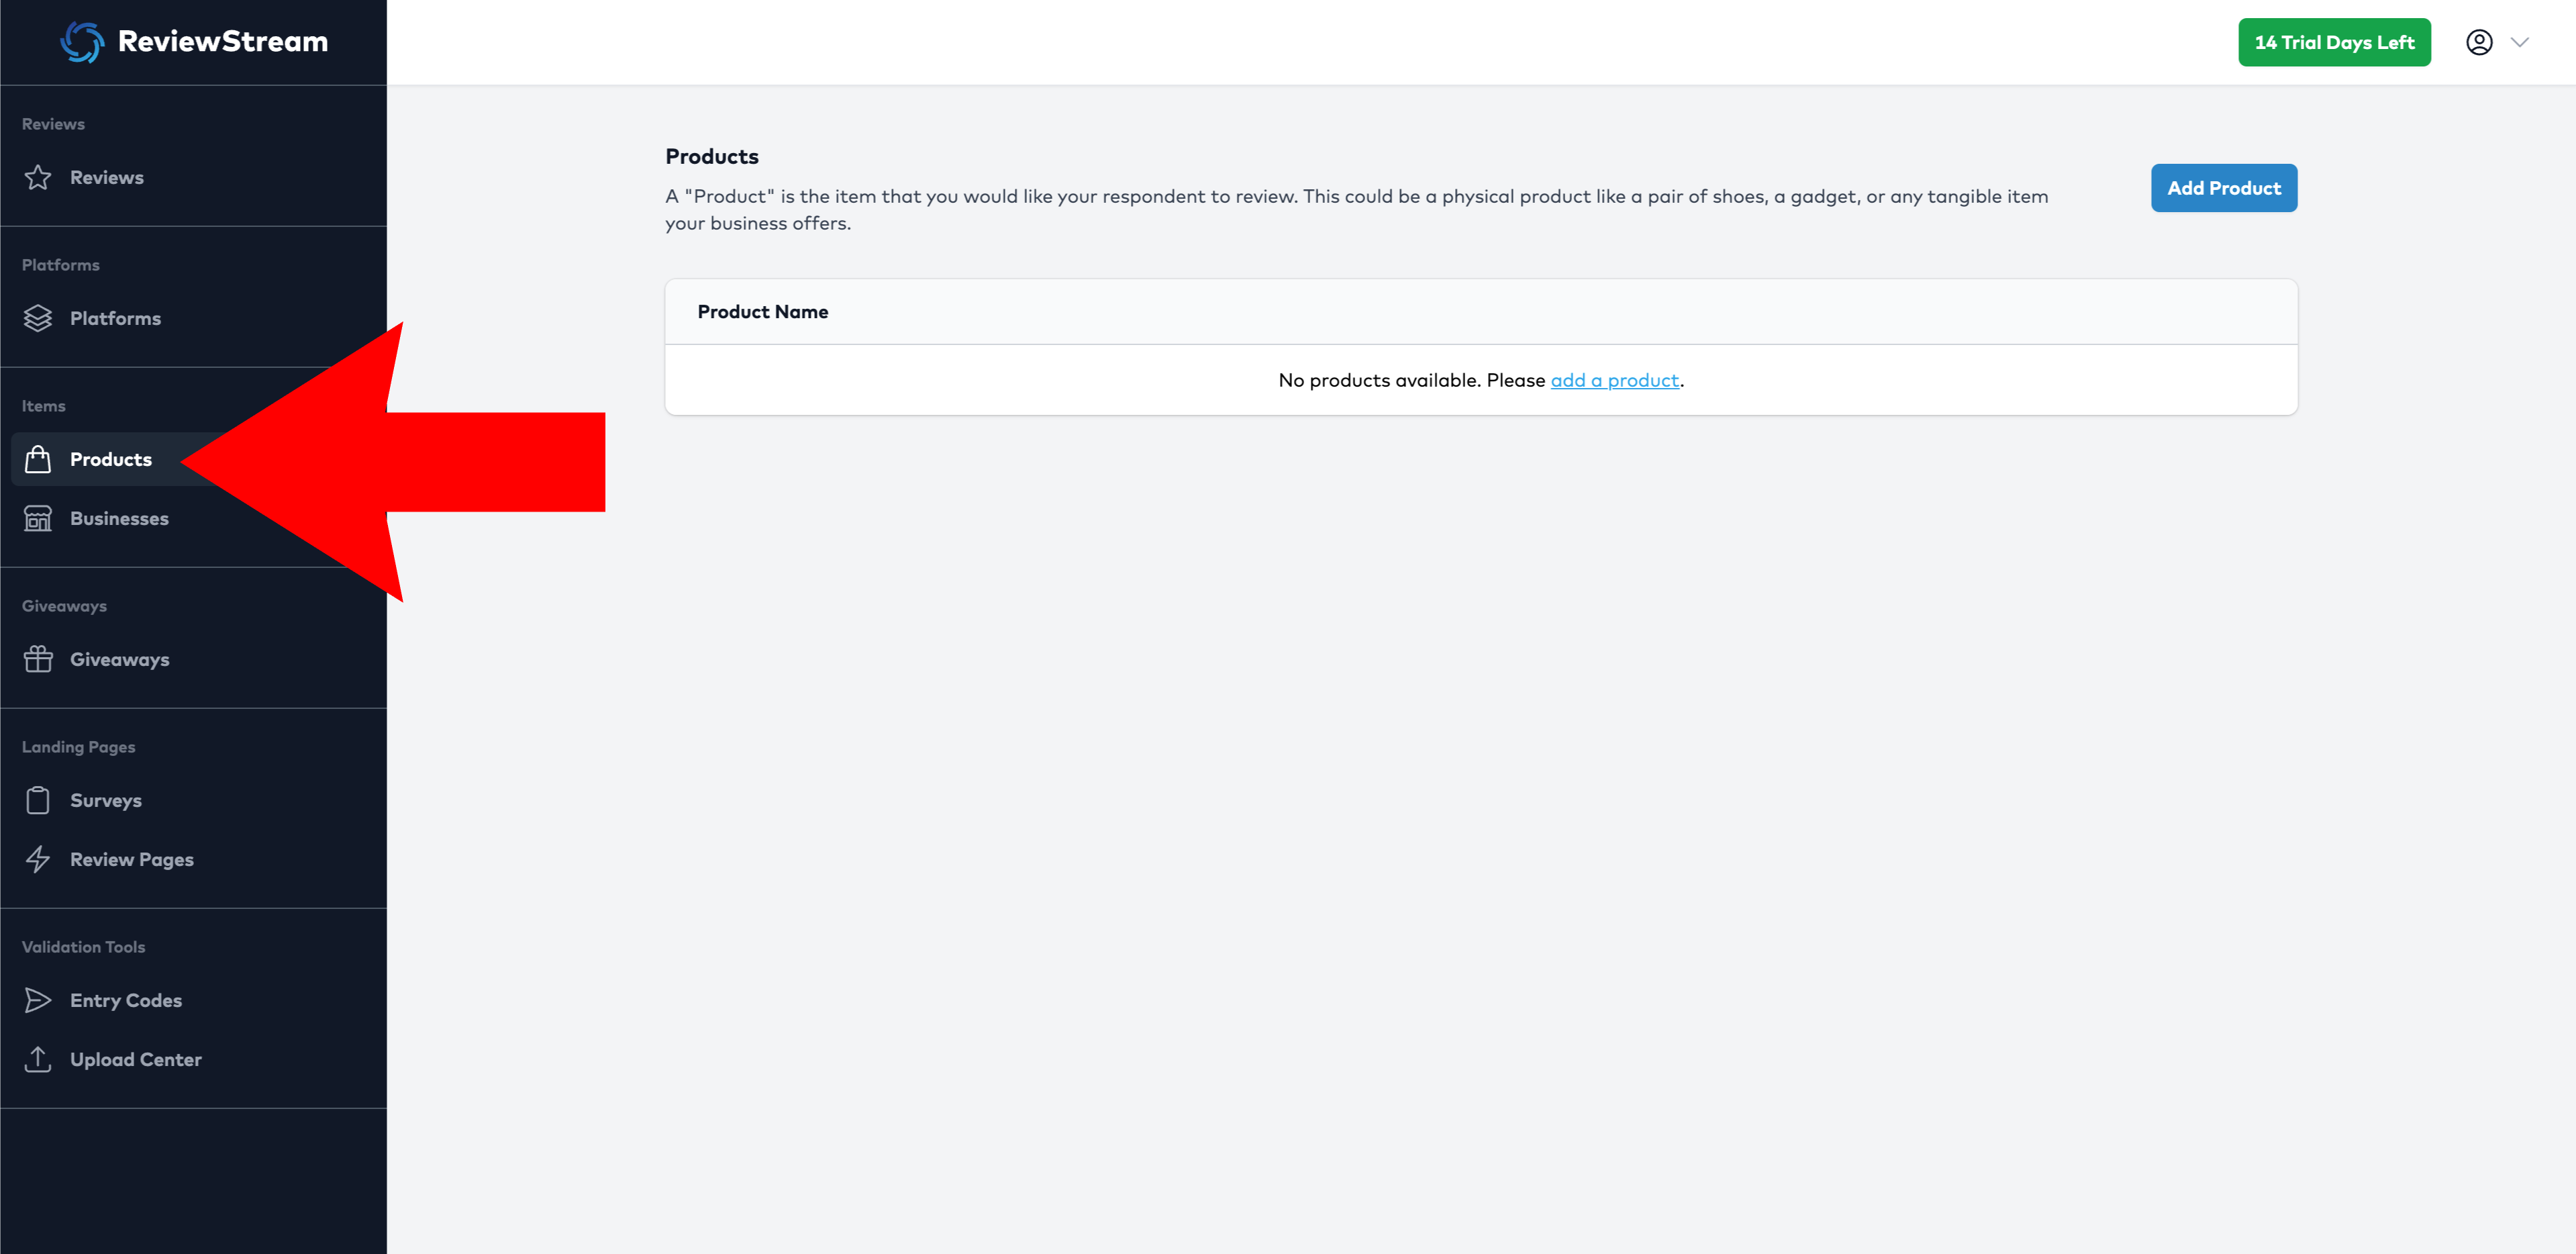 ReviewStream
14 Trial Days Left
Reviews
Reviews
Platforms
Platforms
Items
Products
Businesses
Giveaways
Giveaways
Landing Pages
Surveys
Review Pages
Validation Tools
Entry Codes
Upload Center
Products
A "Product" is the item that you would like your respondent to review. This could be a physical product like a pair of shoes, a gadget, or any tangible item
your business offers.
Add Product
Product Name
No products available. Please add a product.